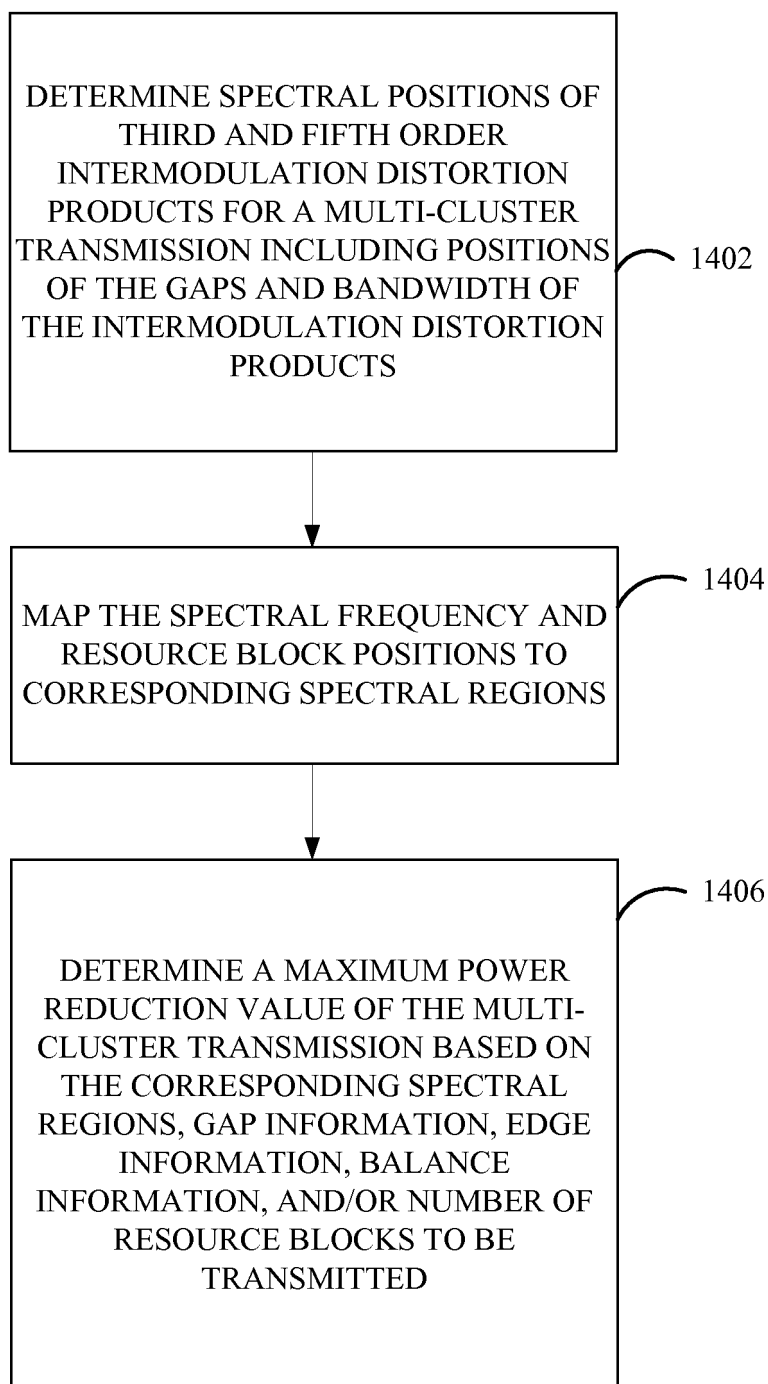 DETERMINE SPECTRAL POSITIONS OF
THIRD AND FIFTH ORDER
INTERMODULATION DISTORTION
PRODUCTS FOR A MULTI-CLUSTER
TRANSMISSION INCLUDING POSITIONS
OF THE GAPS AND BANDWIDTH OF
THE INTERMODULATION DISTORTION
PRODUCTS
1402
MAP THE SPECTRAL FREQUENCY AND
RESOURCE BLOCK POSITIONS TO
CORRESPONDING SPECTRAL REGIONS
1404
DETERMINE A MAXIMUM POWER
REDUCTION VALUE OF THE MULTI-
CLUSTER TRANSMISSION BASED ON
THE CORRESPONDING SPECTRAL
REGIONS, GAP INFORMATION, EDGE
INFORMATION, BALANCE
INFORMATION, AND/OR NUMBER OF
RESOURCE BLOCKS TO BE
TRANSMITTED
1406